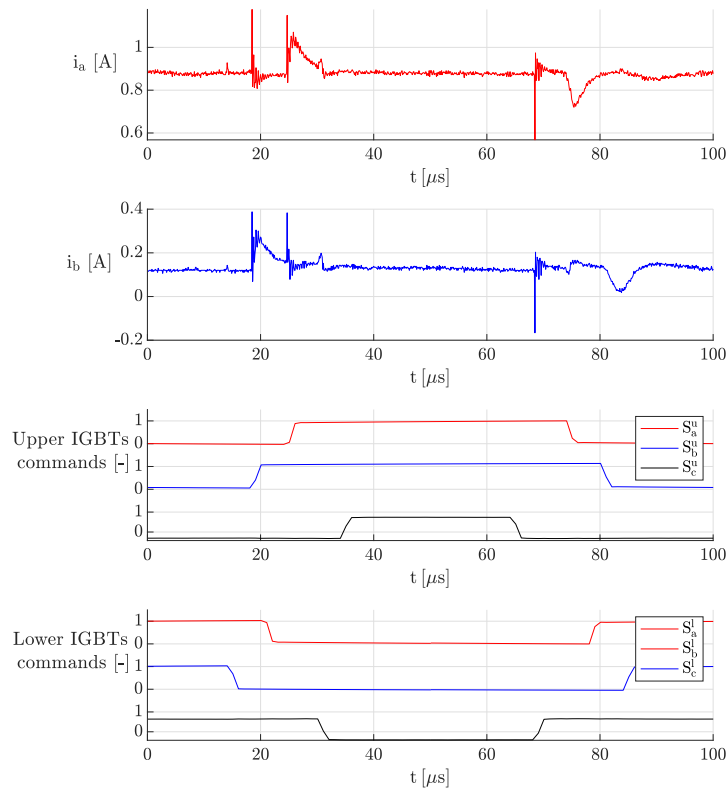 1
i_a [A]
0.8
0.6
0 20 40 60 80 100
t [μs]
0.4
0.2
i_b [A]
0
-0.2
0 20 40 60 80 100
t [μs]
1
Upper IGBTs 0
commands [-] 1
0
1
0
S_a^u
S_b^u
S_c^u
0 20 40 60 80 100
t [μs]
1
Lower IGBTs 0
commands [-] 1
0
1
0
S_a^l
S_b^l
S_c^l
0 20 40 60 80 100
t [μs]